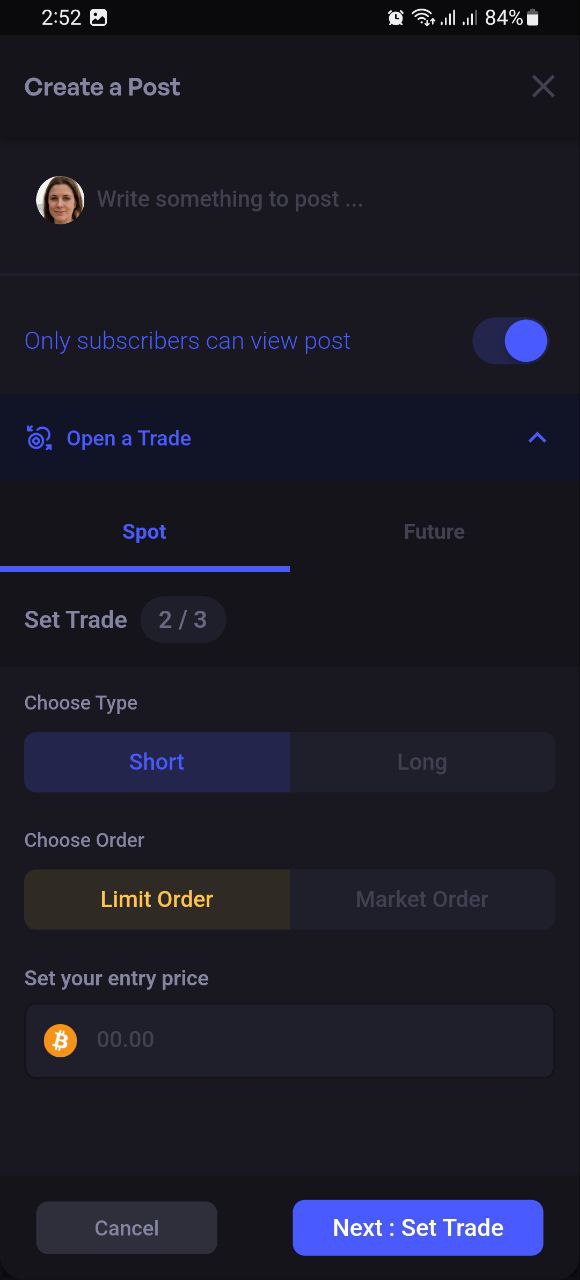 2:52 84%
Create a Post
Write something to post ...
Only subscribers can view post
Open a Trade
Spot Future
Set Trade 2 / 3
Choose Type
Short Long
Choose Order
Limit Order Market Order
Set your entry price
00.00
Cancel Next : Set Trade